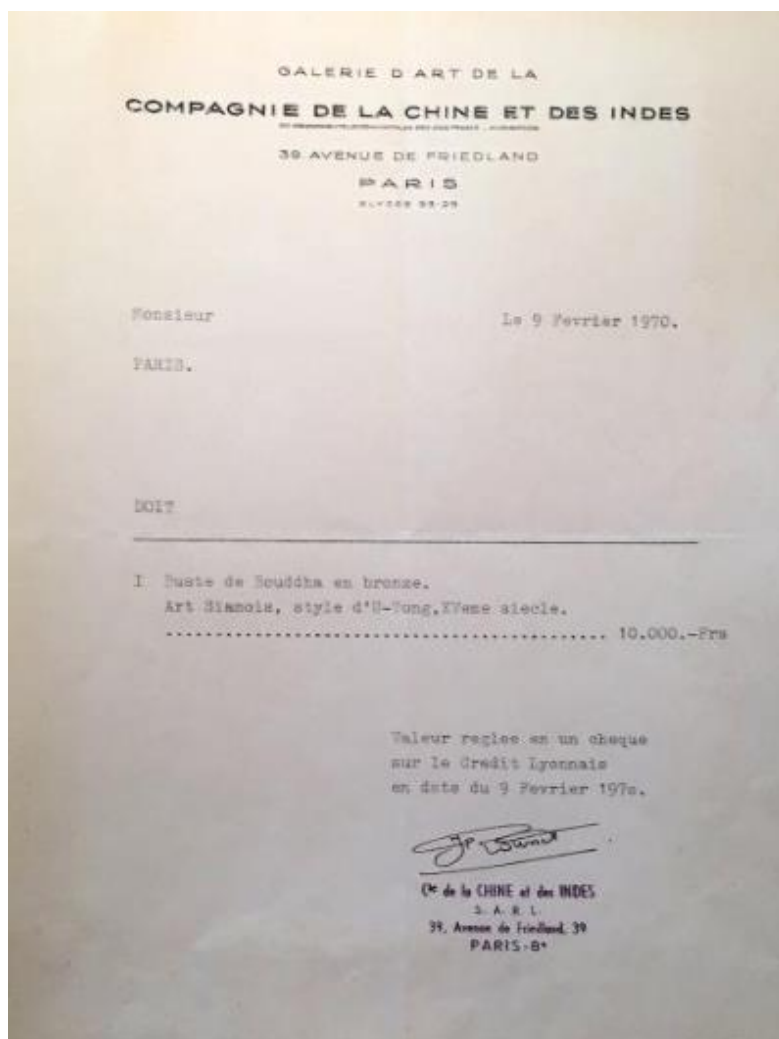 GALERIE D'ART DE LA
COMPAGNIE DE LA CHINE ET DES INDES
39 AVENUE DE FRIEDLAND
PARIS
Monsieur
Le 9 Fevrier 1970.
PARIS.
DOIT
I Buste de Bouddha en bronze.
Art Siamois, style d'U-Tong,XVeme siecle.
............................................ 10.000.-Frs
Valeur reglee en un cheque
sur le Credit Lyonnais
en date du 9 Fevrier 197o.
Cie de la CHINE et des INDES
S. A. R. L.
39, Avenue de Friedland, 39
PARIS-8e